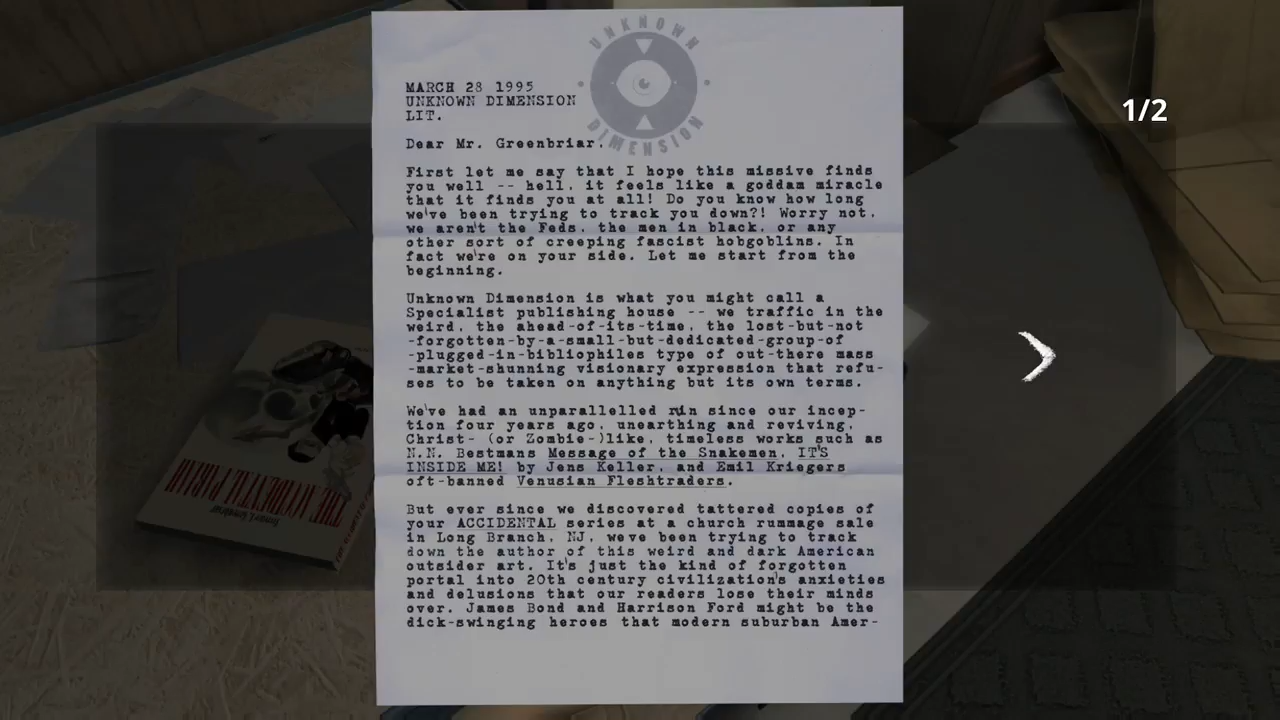 UNKNOWN
DIMENSION
1/2
MARCH 28 1995
UNKNOWN DIMENSION
LIT.
Dear Mr. Greenbriar,
First let me say that I hope this missive finds
you well -- hell, it feels like a goddam miracle
that it finds you at all! Do you know how long
we've been trying to track you down?! Worry not,
we aren't the Feds, the men in black, or any
other sort of creeping fascist hobgoblins. In
fact we're on your side. Let me start from the
beginning.
Unknown Dimension is what you might call a
Specialist publishing house -- we traffic in the
weird, the ahead-of-its-time, the lost-but-not
-forgotten-by-a-small-but-dedicated-group-of
-plugged-in-bibliophiles type of out-there mass
-market-shunning visionary expression that refu-
ses to be taken on anything but its own terms.
We've had an unparallelled run since our incep-
tion four years ago, unearthing and reviving,
Christ- (or Zombie-)like, timeless works such as
N.N. Bestmans Message of the Snakemen, IT'S
INSIDE ME! by Jens Keller, and Emil Kriegers
oft-banned Venusian Fleshtraders.
But ever since we discovered tattered copies of
your ACCIDENTAL series at a church rummage sale
in Long Branch, NJ, we've been trying to track
down the author of this weird and dark American
outsider art. It's just the kind of forgotten
portal into 20th century civilization's anxieties
and delusions that our readers lose their minds
over. James Bond and Harrison Ford might be the
dick-swinging heroes that modern suburban Amer-
THE ACCIDENTAL PARIAH